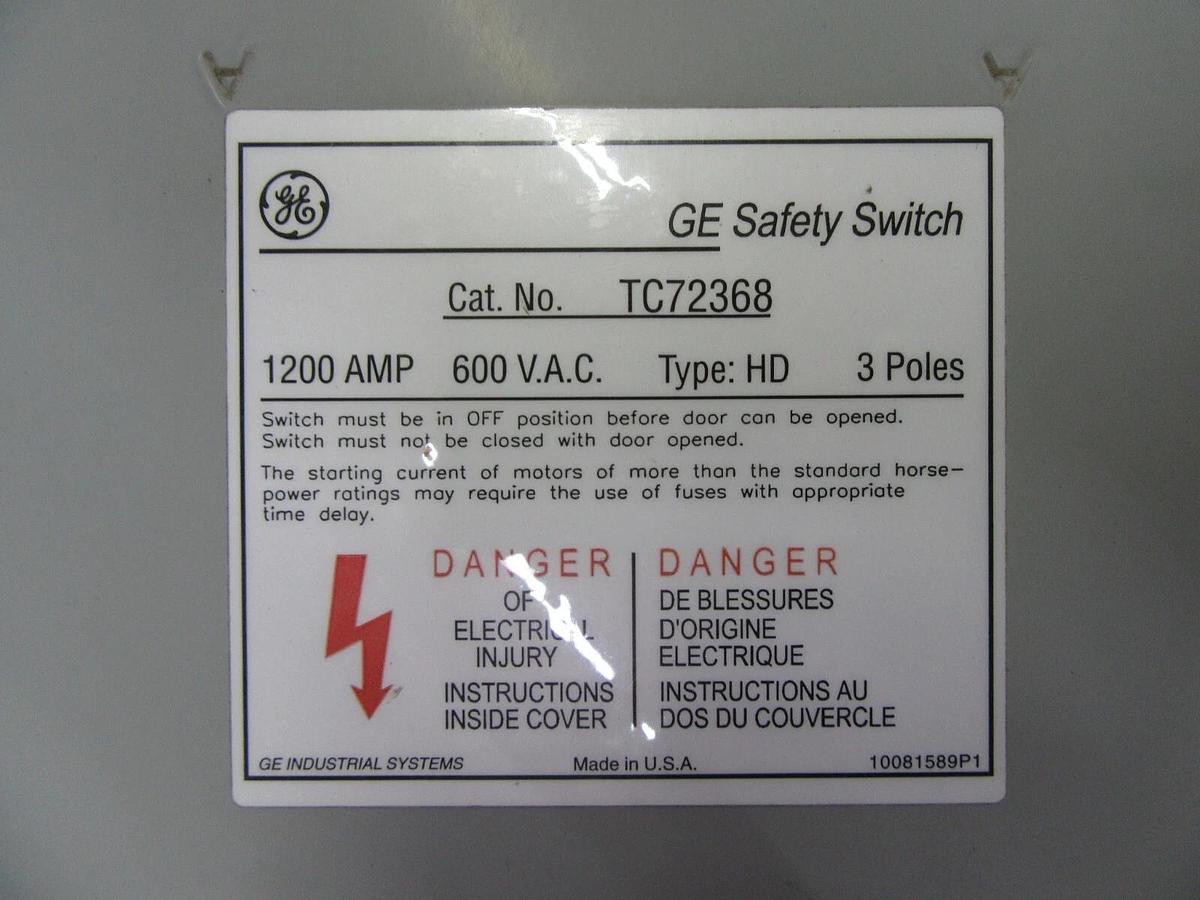 GE
GE Safety Switch
Cat. No. TC72368
1200 AMP 600 V.A.C. Type: HD 3 Poles
Switch must be in OFF position before door can be opened.
Switch must not be closed with door opened.
The starting current of motors of more than the standard horse-
power ratings may require the use of fuses with appropriate
time delay.
DANGER
OF
ELECTRICAL
INJURY
INSTRUCTIONS
INSIDE COVER
DANGER
DE BLESSURES
D'ORIGINE
ELECTRIQUE
INSTRUCTIONS AU
DOS DU COUVERCLE
GE INDUSTRIAL SYSTEMS Made in U.S.A. 10081589P1